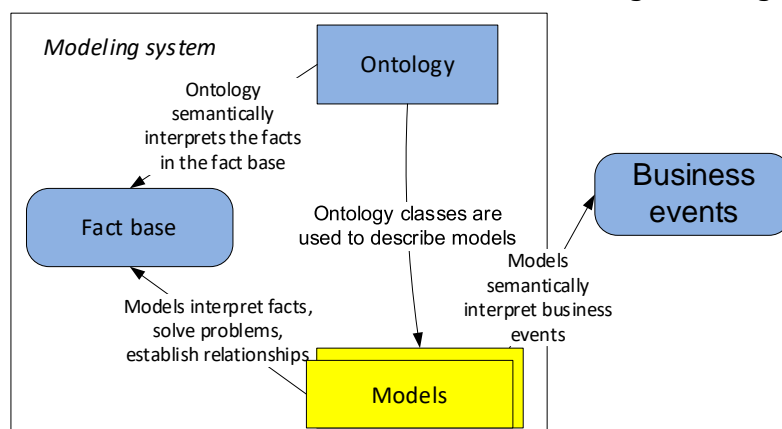 Modeling system
Ontology
Ontology
semantically
interprets the facts
in the fact base
Business
events
Fact base
Ontology classes are
used to describe models
Models
semantically
interpret business
events
Models interpret facts,
solve problems,
establish relationships
Models